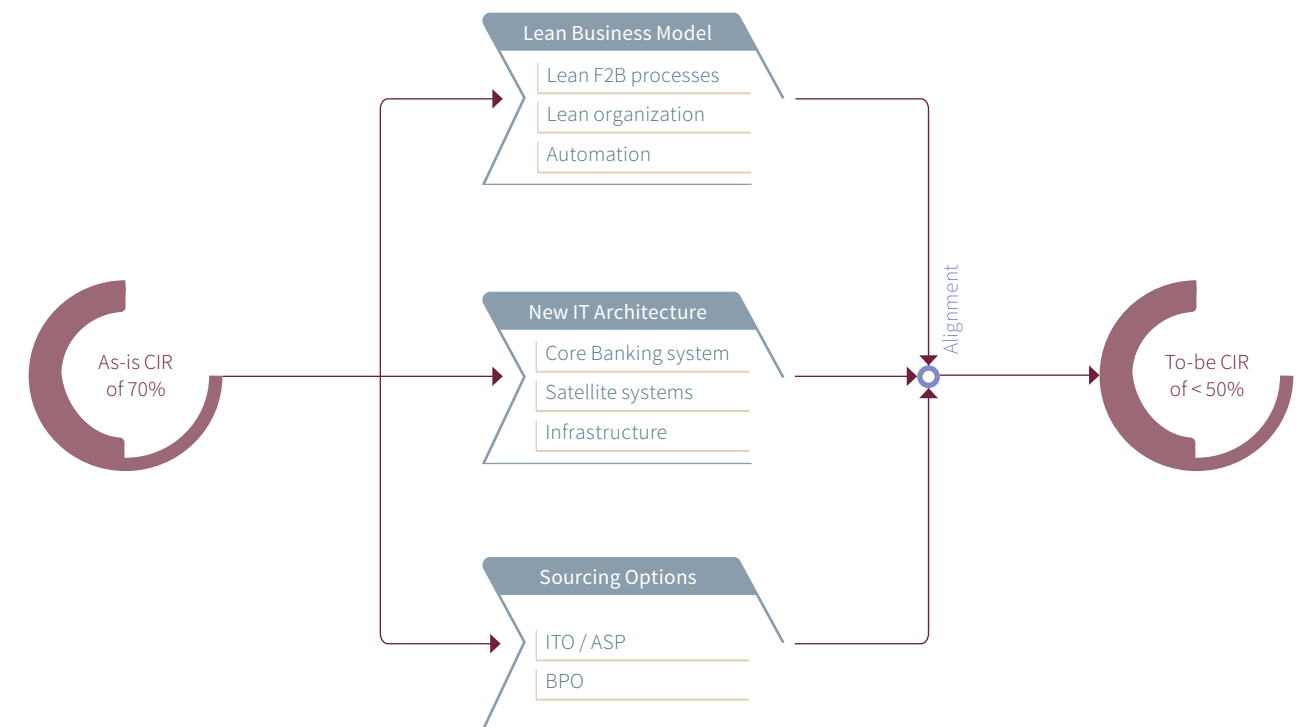 As-is CIR
of 70%
Lean Business Model
Lean F2B processes
Lean organization
Automation
New IT Architecture
Core Banking system
Satellite systems
Infrastructure
Sourcing Options
ITO / ASP
BPO
Alignment
To-be CIR
of < 50%